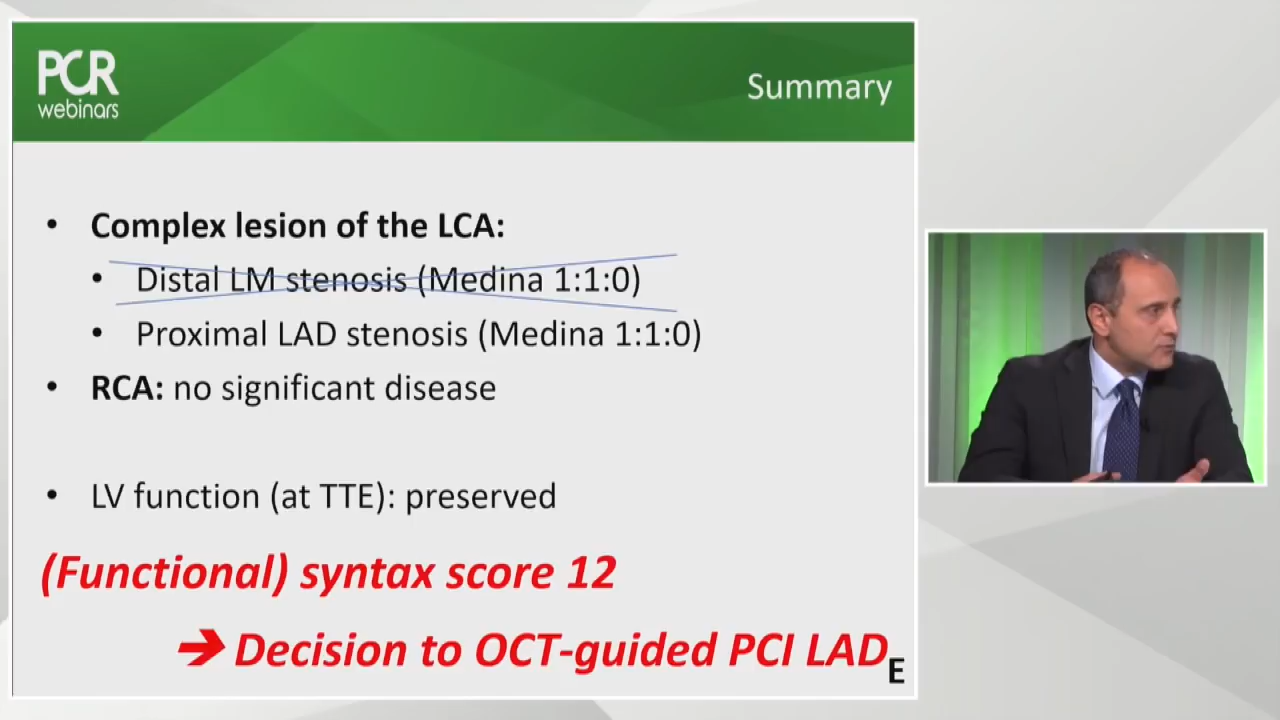 PCR
webinars
Summary
• Complex lesion of the LCA:
• Distal LM stenosis (Medina 1:1:0)
• Proximal LAD stenosis (Medina 1:1:0)
• RCA: no significant disease
• LV function (at TTE): preserved
(Functional) syntax score 12
➔ Decision to OCT-guided PCI LAD
E